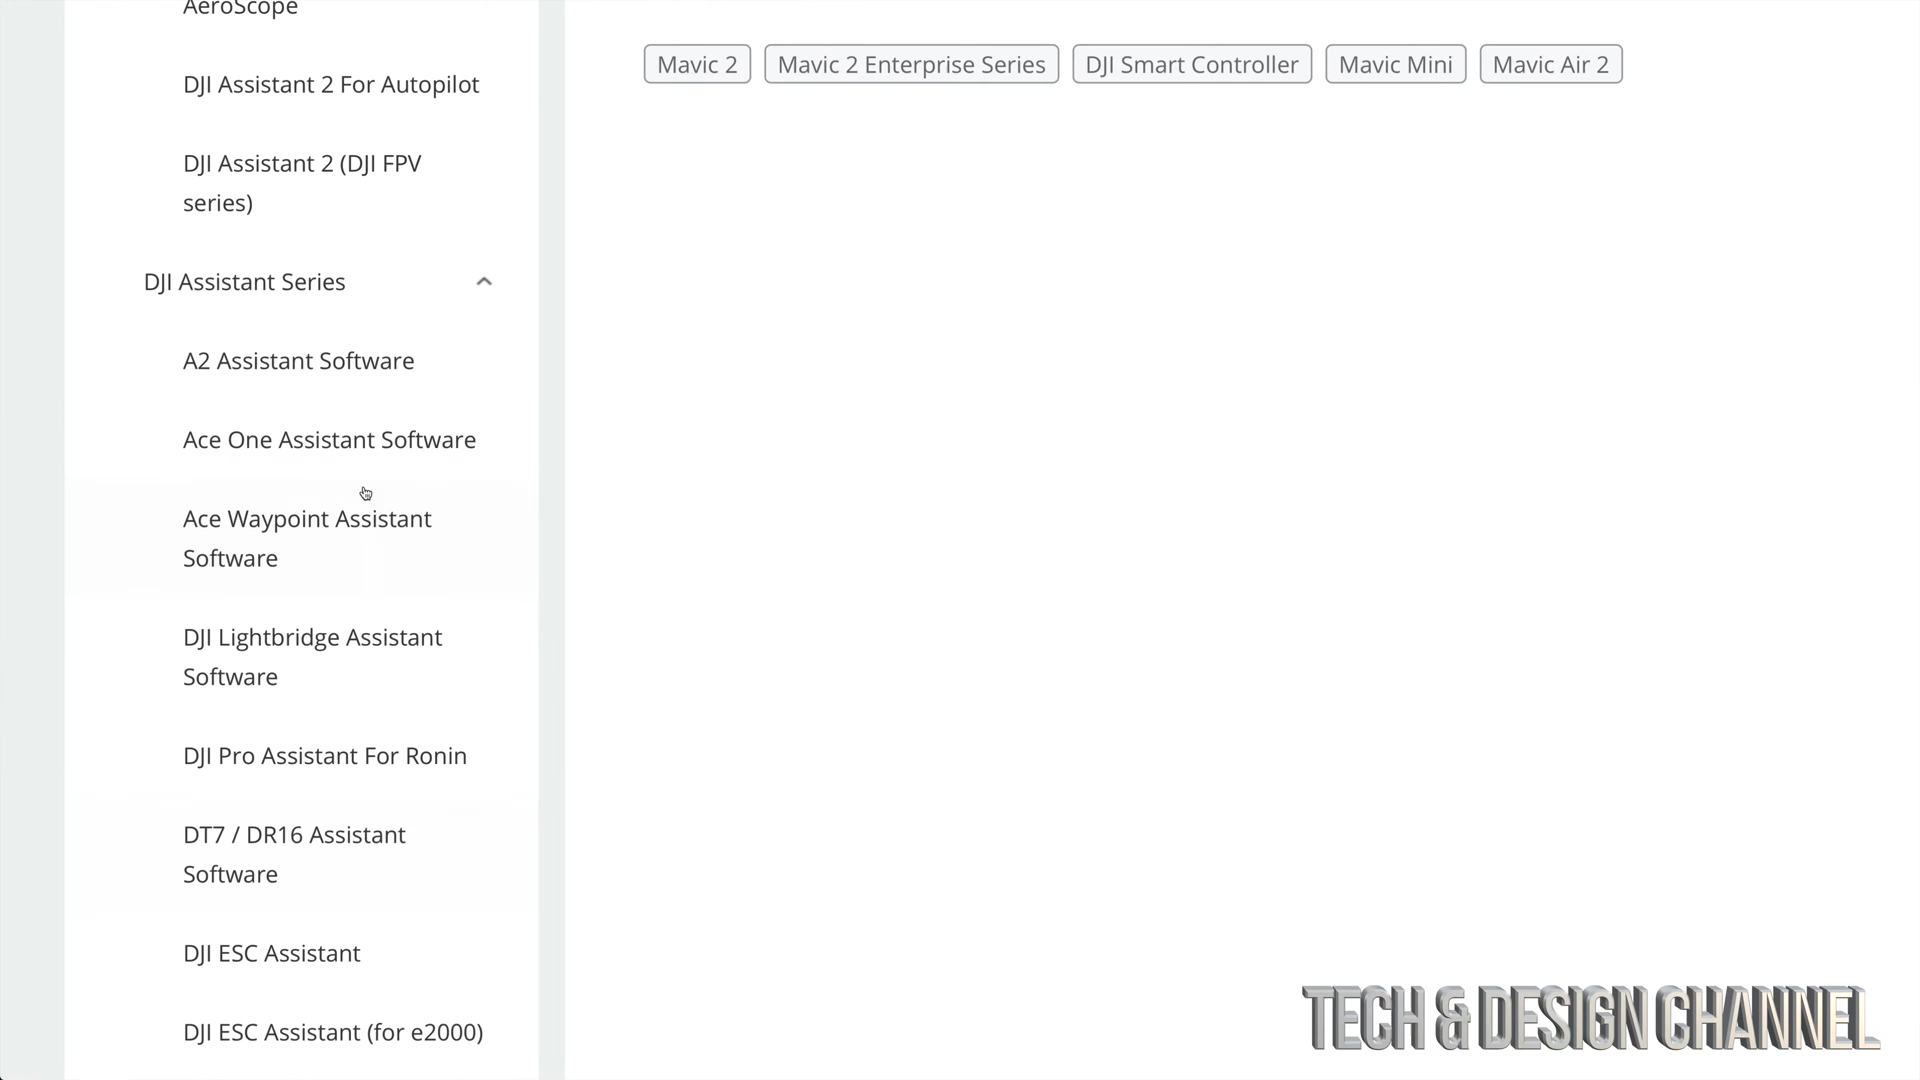 AeroScope
DJI Assistant 2 For Autopilot
DJI Assistant 2 (DJI FPV
series)
DJI Assistant Series
A2 Assistant Software
Ace One Assistant Software
Ace Waypoint Assistant
Software
DJI Lightbridge Assistant
Software
DJI Pro Assistant For Ronin
DT7 / DR16 Assistant
Software
DJI ESC Assistant
DJI ESC Assistant (for e2000)
Mavic 2
Mavic 2 Enterprise Series
DJI Smart Controller
Mavic Mini
Mavic Air 2
TECH & DESIGN CHANNEL